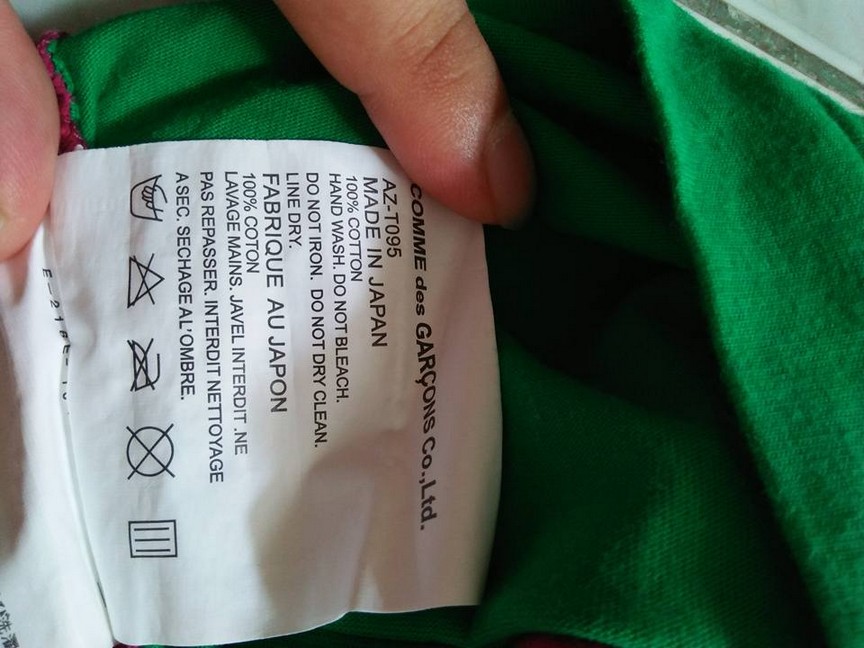 COMME des GARÇONS Co.,Ltd.
AZ-T095
MADE IN JAPAN
100% COTTON
HAND WASH. DO NOT BLEACH.
DO NOT IRON. DO NOT DRY CLEAN.
LINE DRY.
FABRIQUE AU JAPON
100% COTON
LAVAGE MAINS. JAVEL INTERDIT .NE
PAS REPASSER. INTERDIT NETTOYAGE
A SEC. SECHAGE A L'OMBRE.